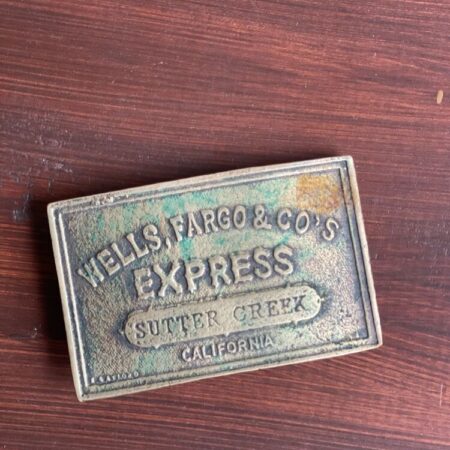 WELLS, FARGO & CO'S
EXPRESS
SUTTER CREEK
CALIFORNIA